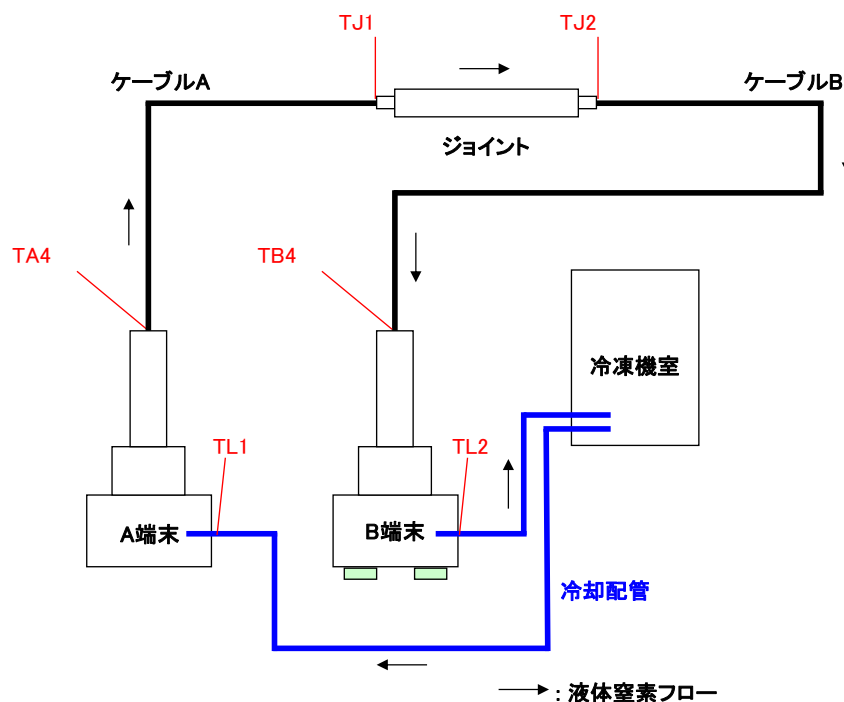 TJ1
TJ2
ケーブルA
ケーブルB
ジョイント
TA4
TB4
冷凍機室
TL1
TL2
A端末
B端末
冷却配管
: 液体窒素フロー